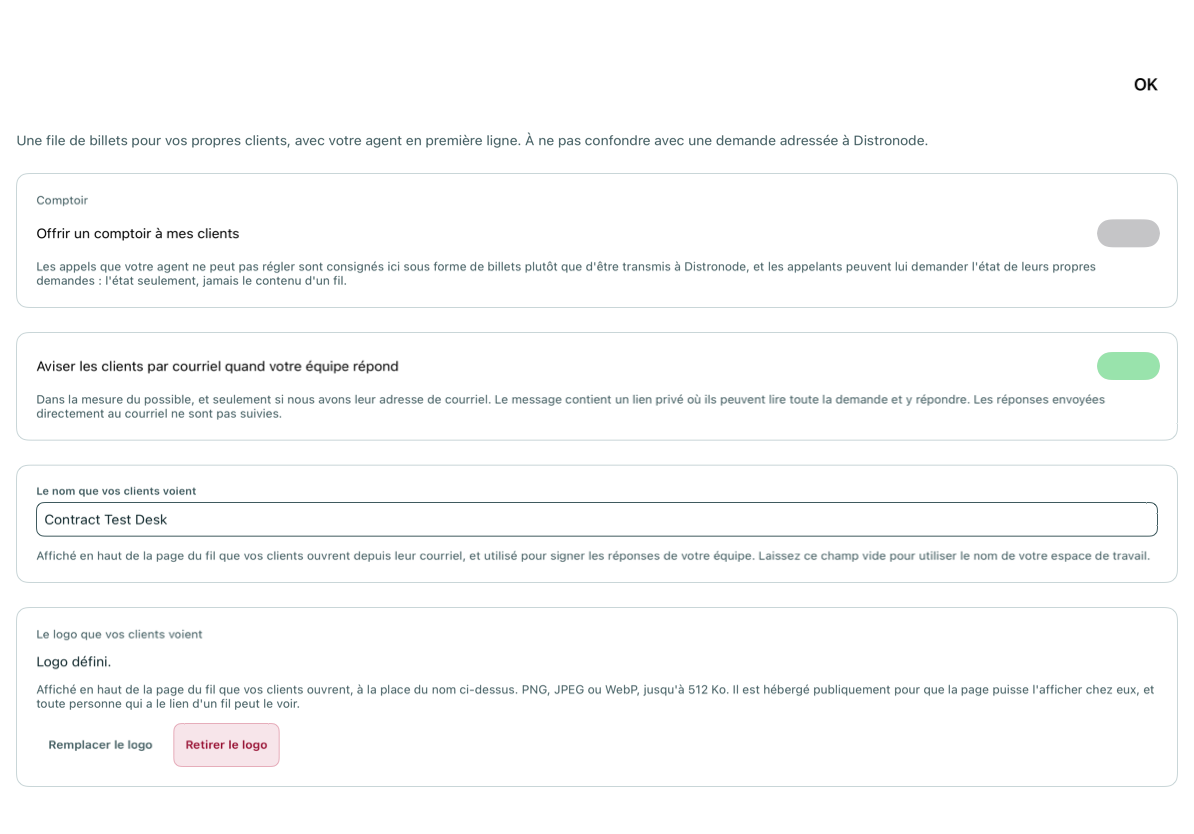 OK
Une file de billets pour vos propres clients, avec votre agent en première ligne. À ne pas confondre avec une demande adressée à Distronode.
Comptoir
Offrir un comptoir à mes clients
Les appels que votre agent ne peut pas régler sont consignés ici sous forme de billets plutôt que d'être transmis à Distronode, et les appelants peuvent lui demander l'état de leurs propres
demandes : l'état seulement, jamais le contenu d'un fil.
Aviser les clients par courriel quand votre équipe répond
Dans la mesure du possible, et seulement si nous avons leur adresse de courriel. Le message contient un lien privé où ils peuvent lire toute la demande et y répondre. Les réponses envoyées
directement au courriel ne sont pas suivies.
Le nom que vos clients voient
Contract Test Desk
Affiché en haut de la page du fil que vos clients ouvrent depuis leur courriel, et utilisé pour signer les réponses de votre équipe. Laissez ce champ vide pour utiliser le nom de votre espace de travail.
Le logo que vos clients voient
Logo défini.
Affiché en haut de la page du fil que vos clients ouvrent, à la place du nom ci-dessus. PNG, JPEG ou WebP, jusqu'à 512 Ko. Il est hébergé publiquement pour que la page puisse l'afficher chez eux, et
toute personne qui a le lien d'un fil peut le voir.
Remplacer le logo
Retirer le logo